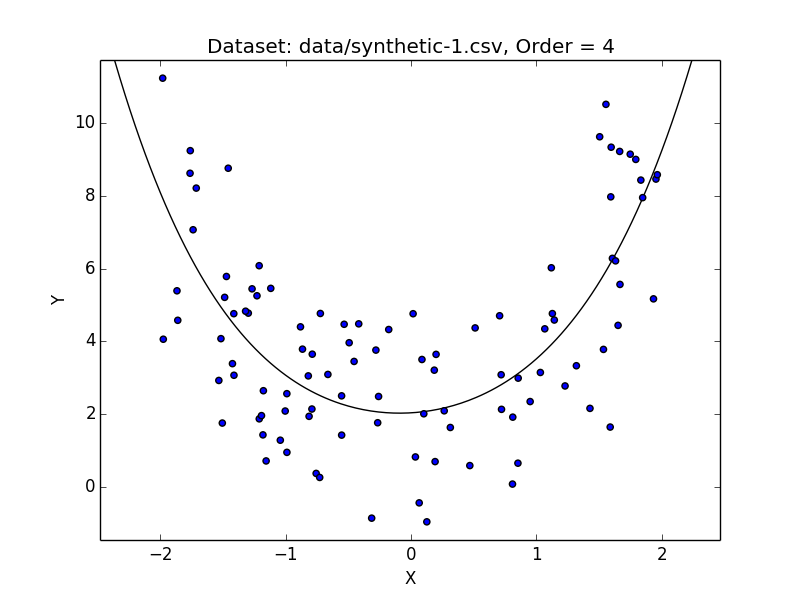 Dataset: data/synthetic-1.csv, Order = 4
10
8
6
4
2
0
Y
−2 −1 0 1 2
X